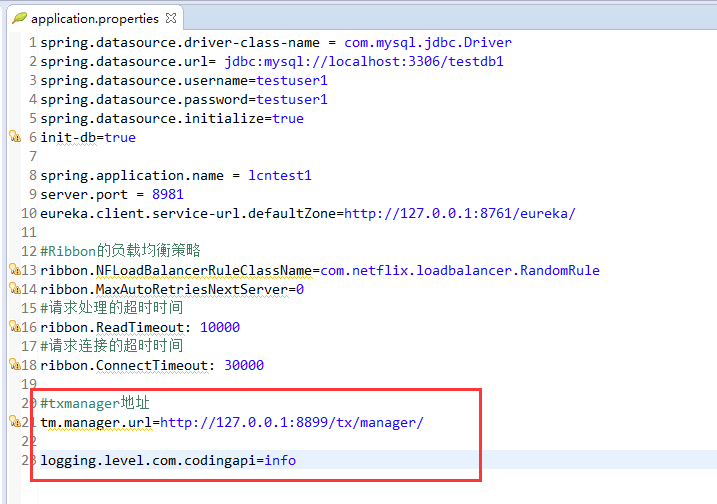 application.properties
1 spring.datasource.driver-class-name = com.mysql.jdbc.Driver
2 spring.datasource.url= jdbc:mysql://localhost:3306/testdb1
3 spring.datasource.username=testuser1
4 spring.datasource.password=testuser1
5 spring.datasource.initialize=true
6 init-db=true
7
8 spring.application.name = lcntest1
9 server.port = 8981
10 eureka.client.service-url.defaultZone=http://127.0.0.1:8761/eureka/
11
12 #Ribbon的负载均衡策略
13 ribbon.NFLoadBalancerRuleClassName=com.netflix.loadbalancer.RandomRule
14 ribbon.MaxAutoRetriesNextServer=0
15 #请求处理的超时时间
16 ribbon.ReadTimeout: 10000
17 #请求连接的超时时间
18 ribbon.ConnectTimeout: 30000
19
20 #txmanager地址
21 tm.manager.url=http://127.0.0.1:8899/tx/manager/
22
23 logging.level.com.codingapi=info